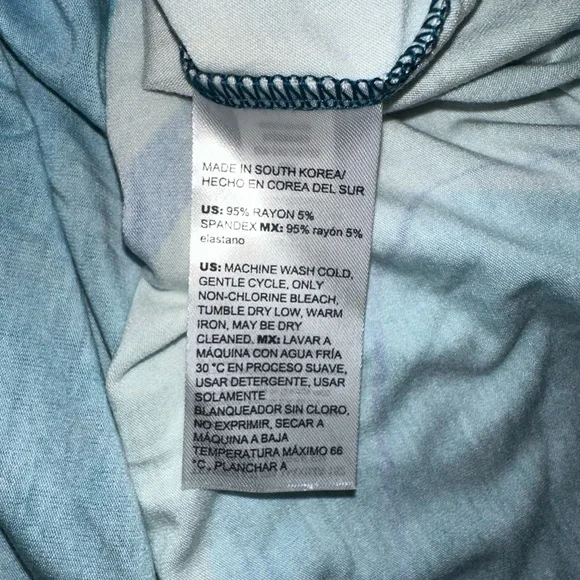 MADE IN SOUTH KOREA/
HECHO EN COREA DEL SUR
US: 95% RAYON 5%
SPANDEX MX: 95% rayón 5%
elastano
US: MACHINE WASH COLD,
GENTLE CYCLE, ONLY
NON-CHLORINE BLEACH,
TUMBLE DRY LOW, WARM
IRON, MAY BE DRY
CLEANED. MX: LAVAR A
MÁQUINA CON AGUA FRÍA
30 °C EN PROCESO SUAVE,
USAR DETERGENTE, USAR
SOLAMENTE
BLANQUEADOR SIN CLORO,
NO EXPRIMIR, SECAR A
MÁQUINA A BAJA
TEMPERATURA MÁXIMO 66
°C, PLANCHAR A